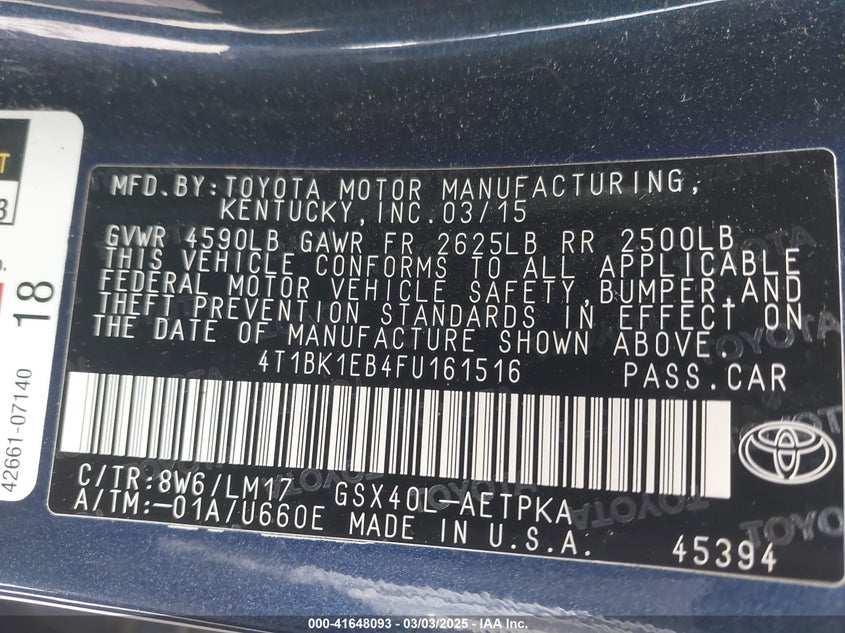 MFD.BY:TOYOTA MOTOR MANUFACTURING,
KENTUCKY,INC.03/15
GVWR 4590LB GAWR FR 2625LB RR 2500LB
THIS VEHICLE CONFORMS TO ALL APPLICABLE
FEDERAL MOTOR VEHICLE SAFETY,BUMPER,AND
THEFT PREVENTION STANDARDS IN EFFECT ON
THE DATE OF MANUFACTURE SHOWN ABOVE.
4T1BK1EB4FU161516 PASS.CAR
C/TR:8W6/LM17 GSX40L-AETPKA
A/TM:-01A/U660E MADE IN U.S.A. 45394
18
42661-07140
000-41648093 - 03/03/2025 - IAA Inc.